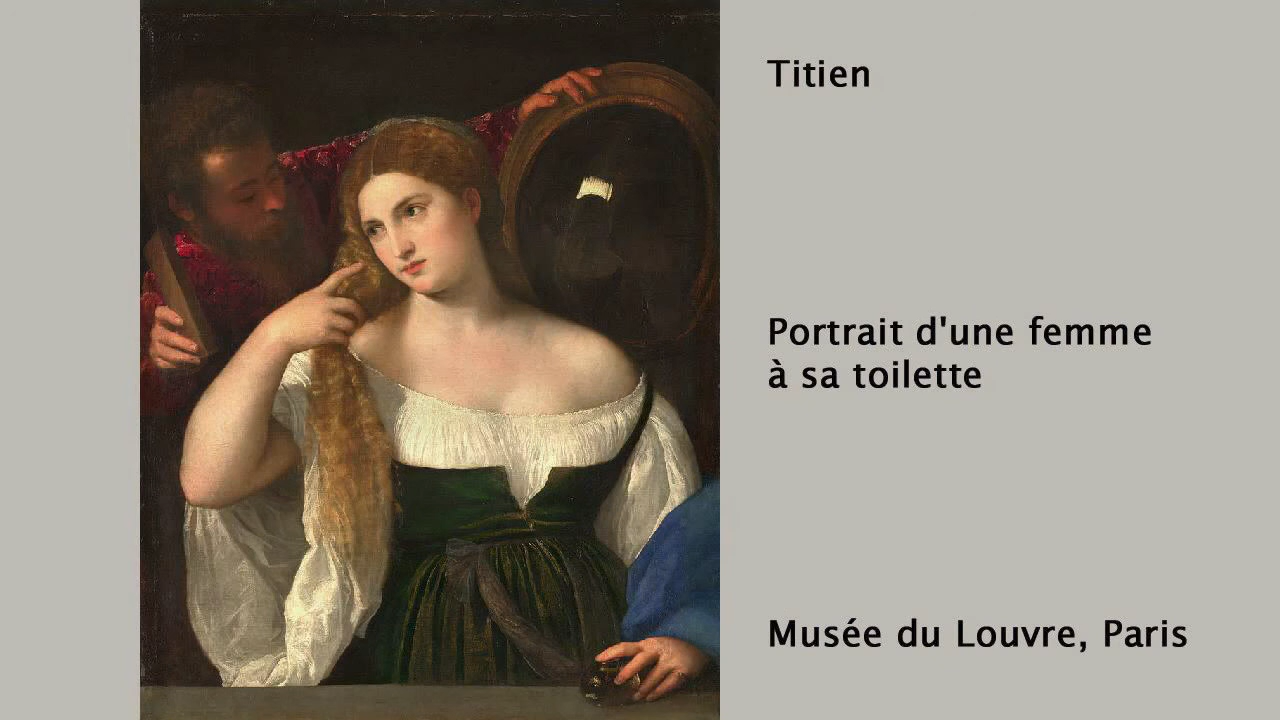 Titien
Portrait d'une femme
à sa toilette
Musée du Louvre, Paris